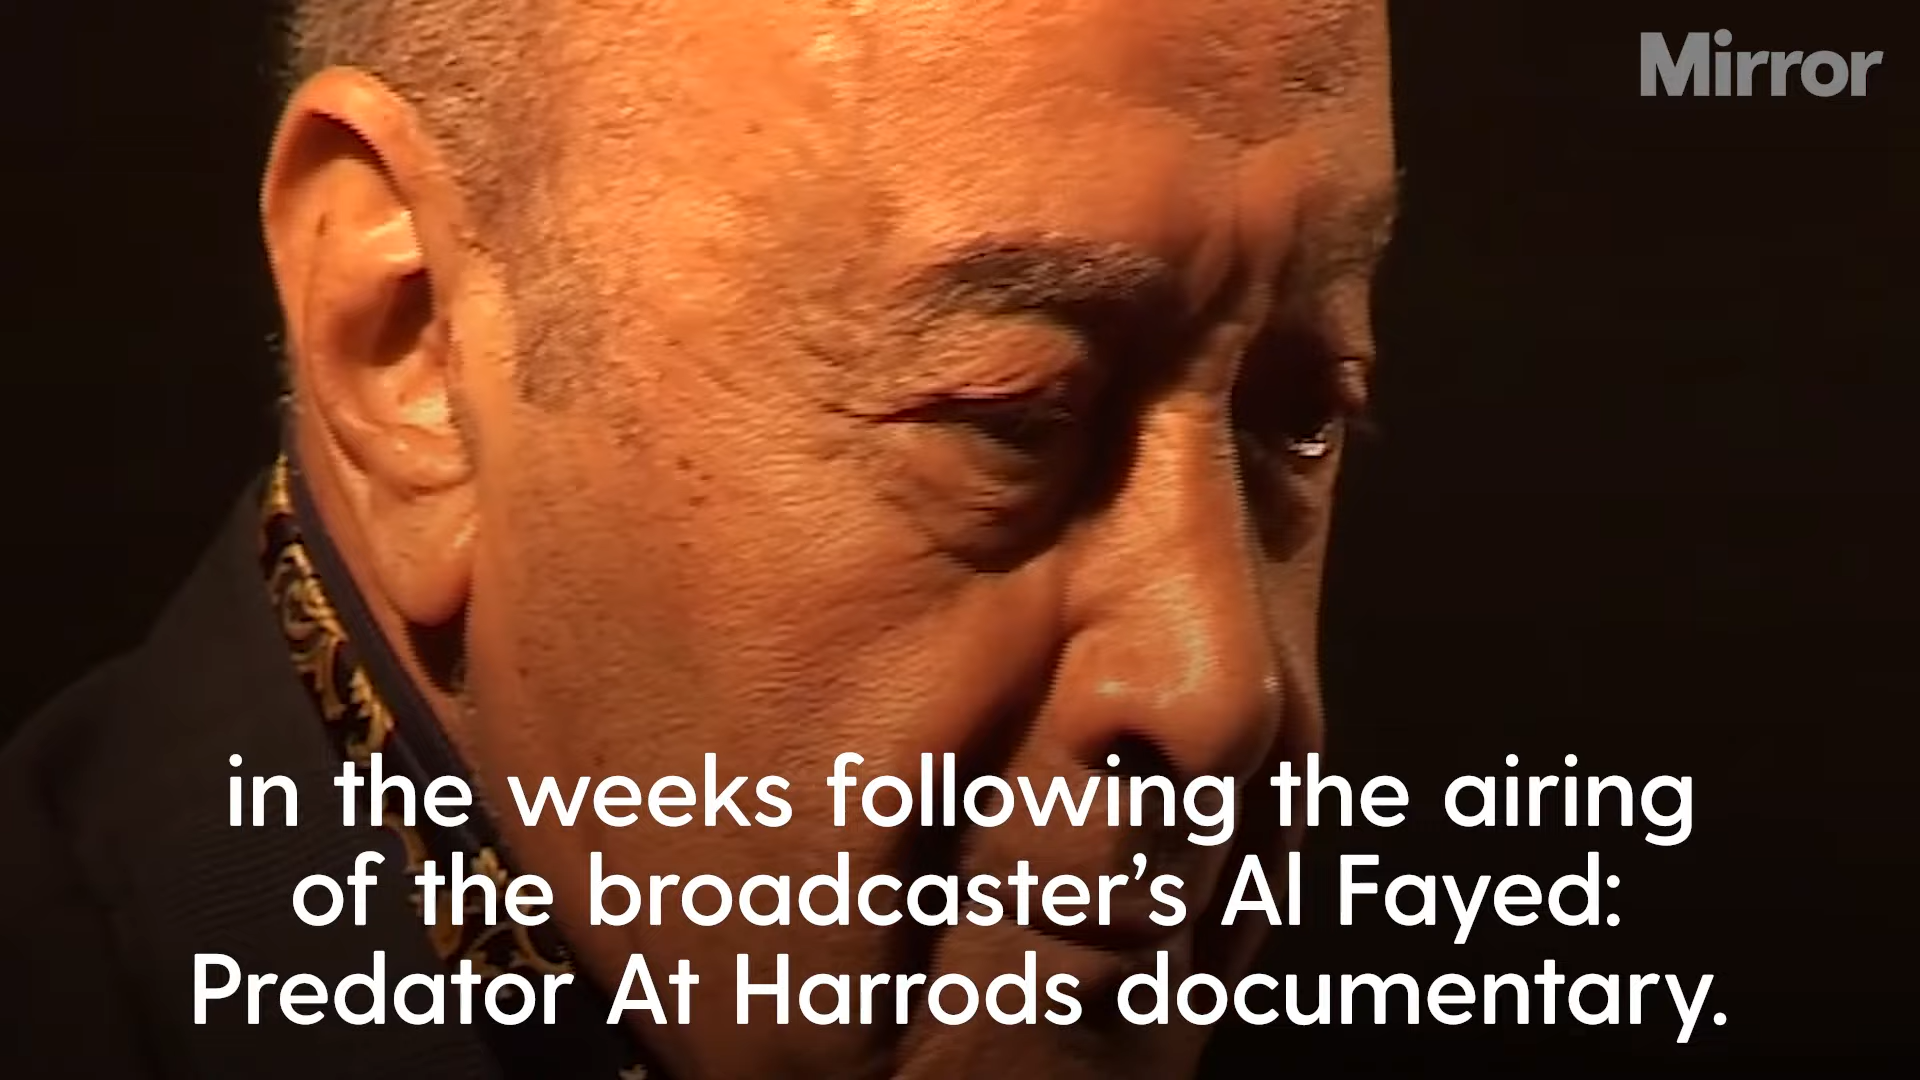 Mirror
in the weeks following the airing
of the broadcaster’s Al Fayed:
Predator At Harrods documentary.